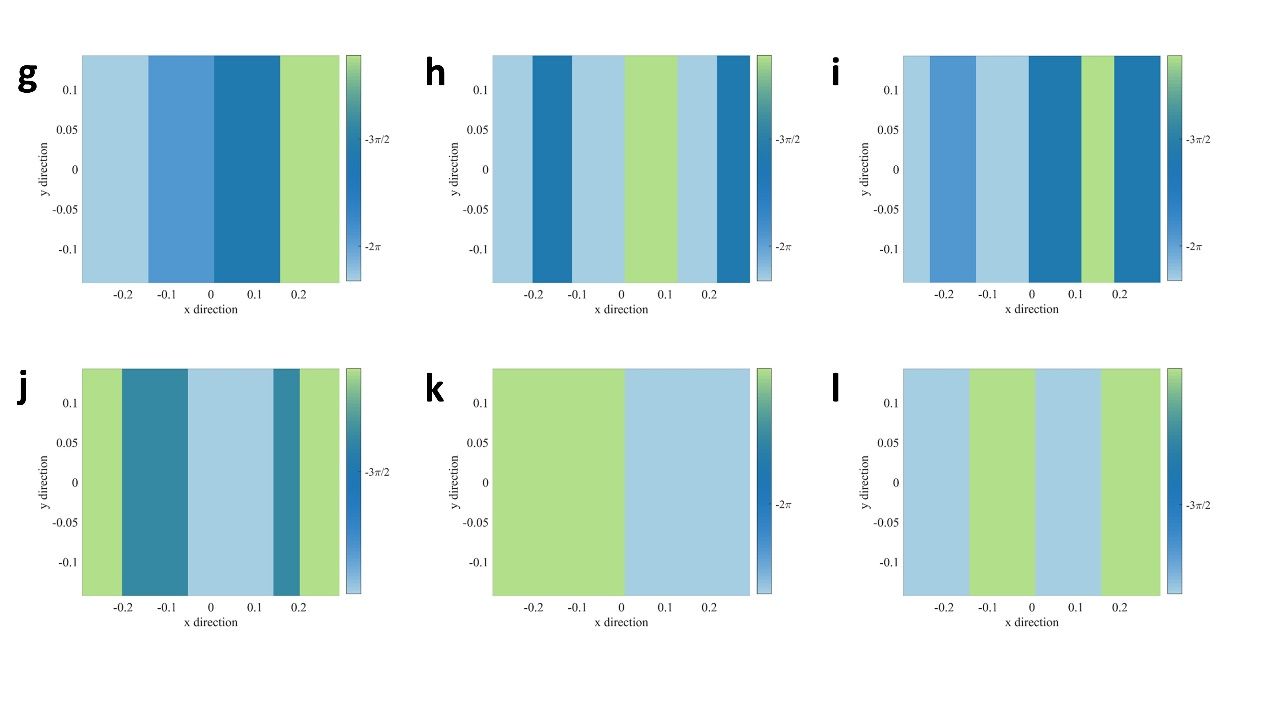 g
0.1
0.05
0
-0.05
-0.1
y direction
-0.2 -0.1 0 0.1 0.2
x direction
-3π/2
-2π
h
0.1
0.05
0
-0.05
-0.1
y direction
-0.2 -0.1 0 0.1 0.2
x direction
-3π/2
-2π
i
0.1
0.05
0
-0.05
-0.1
y direction
-0.2 -0.1 0 0.1 0.2
x direction
-3π/2
-2π
j
0.1
0.05
0
-0.05
-0.1
y direction
-0.2 -0.1 0 0.1 0.2
x direction
-3π/2
k
0.1
0.05
0
-0.05
-0.1
y direction
-0.2 -0.1 0 0.1 0.2
x direction
-2π
l
0.1
0.05
0
-0.05
-0.1
y direction
-0.2 -0.1 0 0.1 0.2
x direction
-3π/2